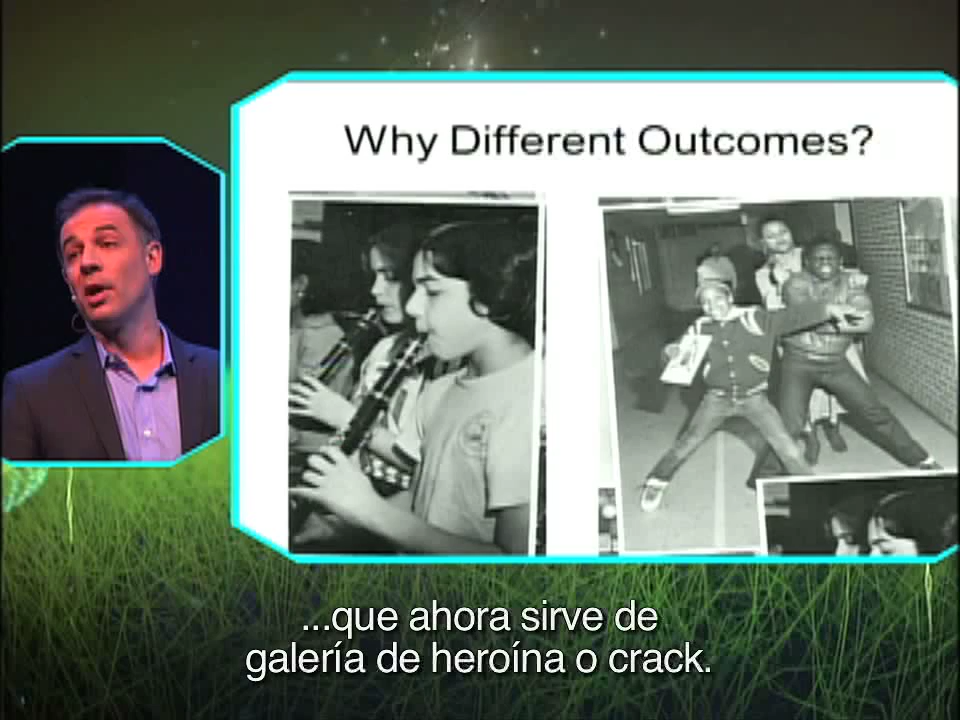 Why Different Outcomes?
...que ahora sirve de
galería de heroína o crack.